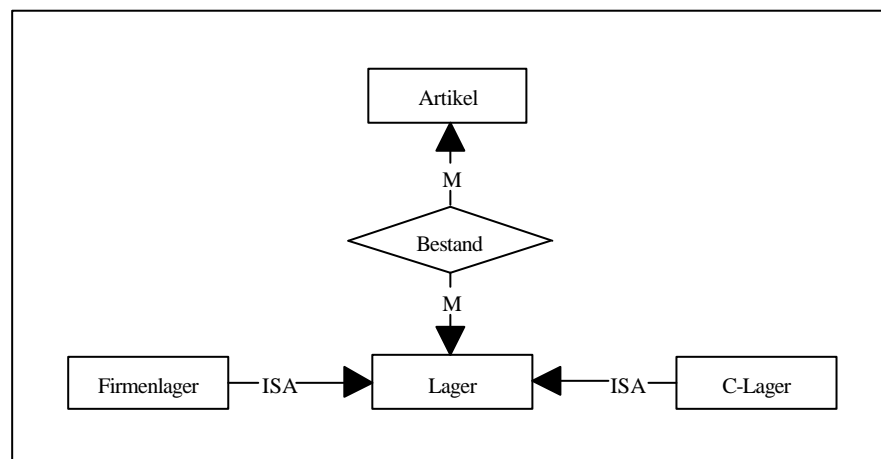 Artikel
M
Bestand
M
Firmenlager ISA Lager ISA C-Lager